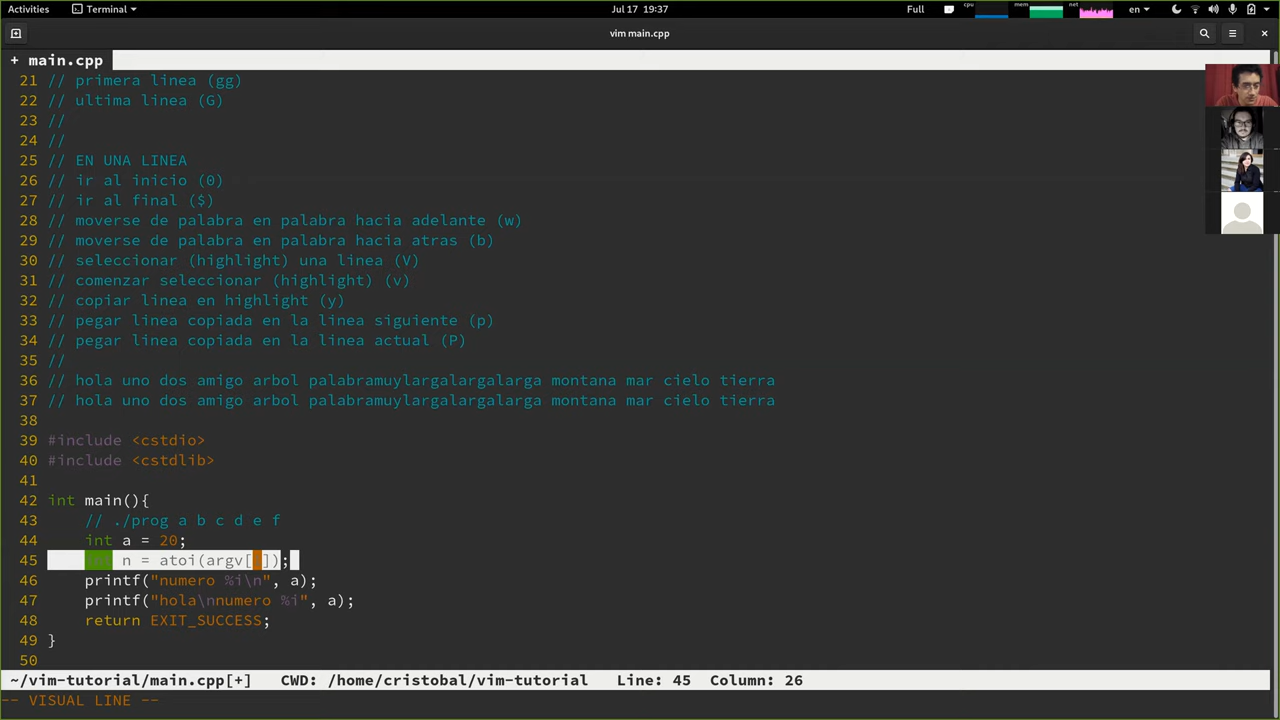 Activities Terminal Jul 17 19:37 Full cpu mem net en
vim main.cpp
+ main.cpp
21 // primera linea (gg)
22 // ultima linea (G)
23 //
24 //
25 // EN UNA LINEA
26 // ir al inicio (0)
27 // ir al final ($)
28 // moverse de palabra en palabra hacia adelante (w)
29 // moverse de palabra en palabra hacia atras (b)
30 // seleccionar (highlight) una linea (V)
31 // comenzar seleccionar (highlight) (v)
32 // copiar linea en highlight (y)
33 // pegar linea copiada en la linea siguiente (p)
34 // pegar linea copiada en la linea actual (P)
35 //
36 // hola uno dos amigo arbol palabramuylargalargalarga montana mar cielo tierra
37 // hola uno dos amigo arbol palabramuylargalargalarga montana mar cielo tierra
38
39 #include <cstdio>
40 #include <cstdlib>
41
42 int main(){
43 // ./prog a b c d e f
44 int a = 20;
45 n = atoi(argv[ ]);
46 printf("numero %i\n", a);
47 printf("hola\nnumero %i", a);
48 return EXIT_SUCCESS;
49 }
50
~/vim-tutorial/main.cpp[+] CWD: /home/cristobal/vim-tutorial Line: 45 Column: 26
-- VISUAL LINE --